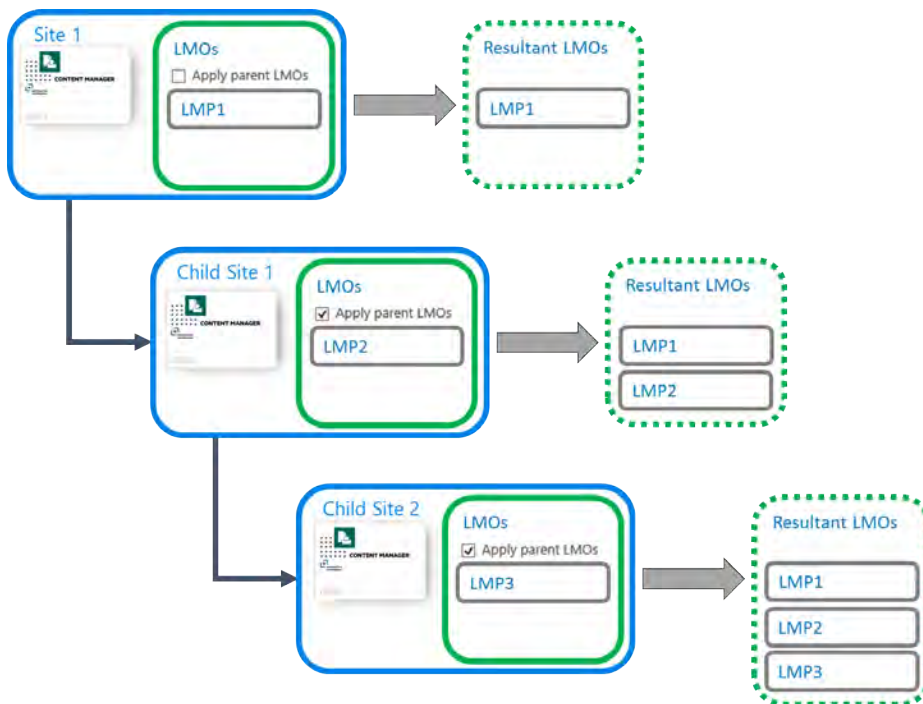 Site 1
CONTENT MANAGER
LMOs
Apply parent LMOs
LMP1
Resultant LMOs
LMP1
Child Site 1
CONTENT MANAGER
LMOs
Apply parent LMOs
LMP2
Resultant LMOs
LMP1
LMP2
Child Site 2
CONTENT MANAGER
LMOs
Apply parent LMOs
LMP3
Resultant LMOs
LMP1
LMP2
LMP3